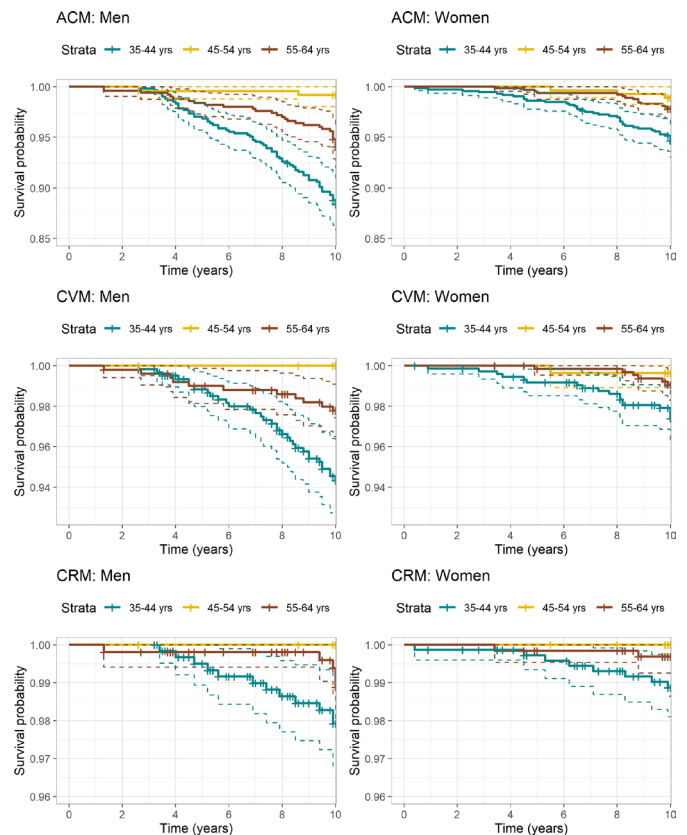 ACM: Men
Strata 35-44 yrs 45-54 yrs 55-64 yrs
1.00
0.95
0.90
0.85
Survival probability
0 2 4 6 8 10
Time (years)
ACM: Women
Strata 35-44 yrs 45-54 yrs 55-64 yrs
1.00
0.95
0.90
0.85
Survival probability
0 2 4 6 8 10
Time (years)
CVM: Men
Strata 35-44 yrs 45-54 yrs 55-64 yrs
1.00
0.98
0.96
0.94
Survival probability
0 2 4 6 8 10
Time (years)
CVM: Women
Strata 35-44 yrs 45-54 yrs 55-64 yrs
1.00
0.98
0.96
0.94
Survival probability
0 2 4 6 8 10
Time (years)
CRM: Men
Strata 35-44 yrs 45-54 yrs 55-64 yrs
1.00
0.99
0.98
0.97
0.96
Survival probability
0 2 4 6 8 10
Time (years)
CRM: Women
Strata 35-44 yrs 45-54 yrs 55-64 yrs
1.00
0.99
0.98
0.97
0.96
Survival probability
0 2 4 6 8 10
Time (years)